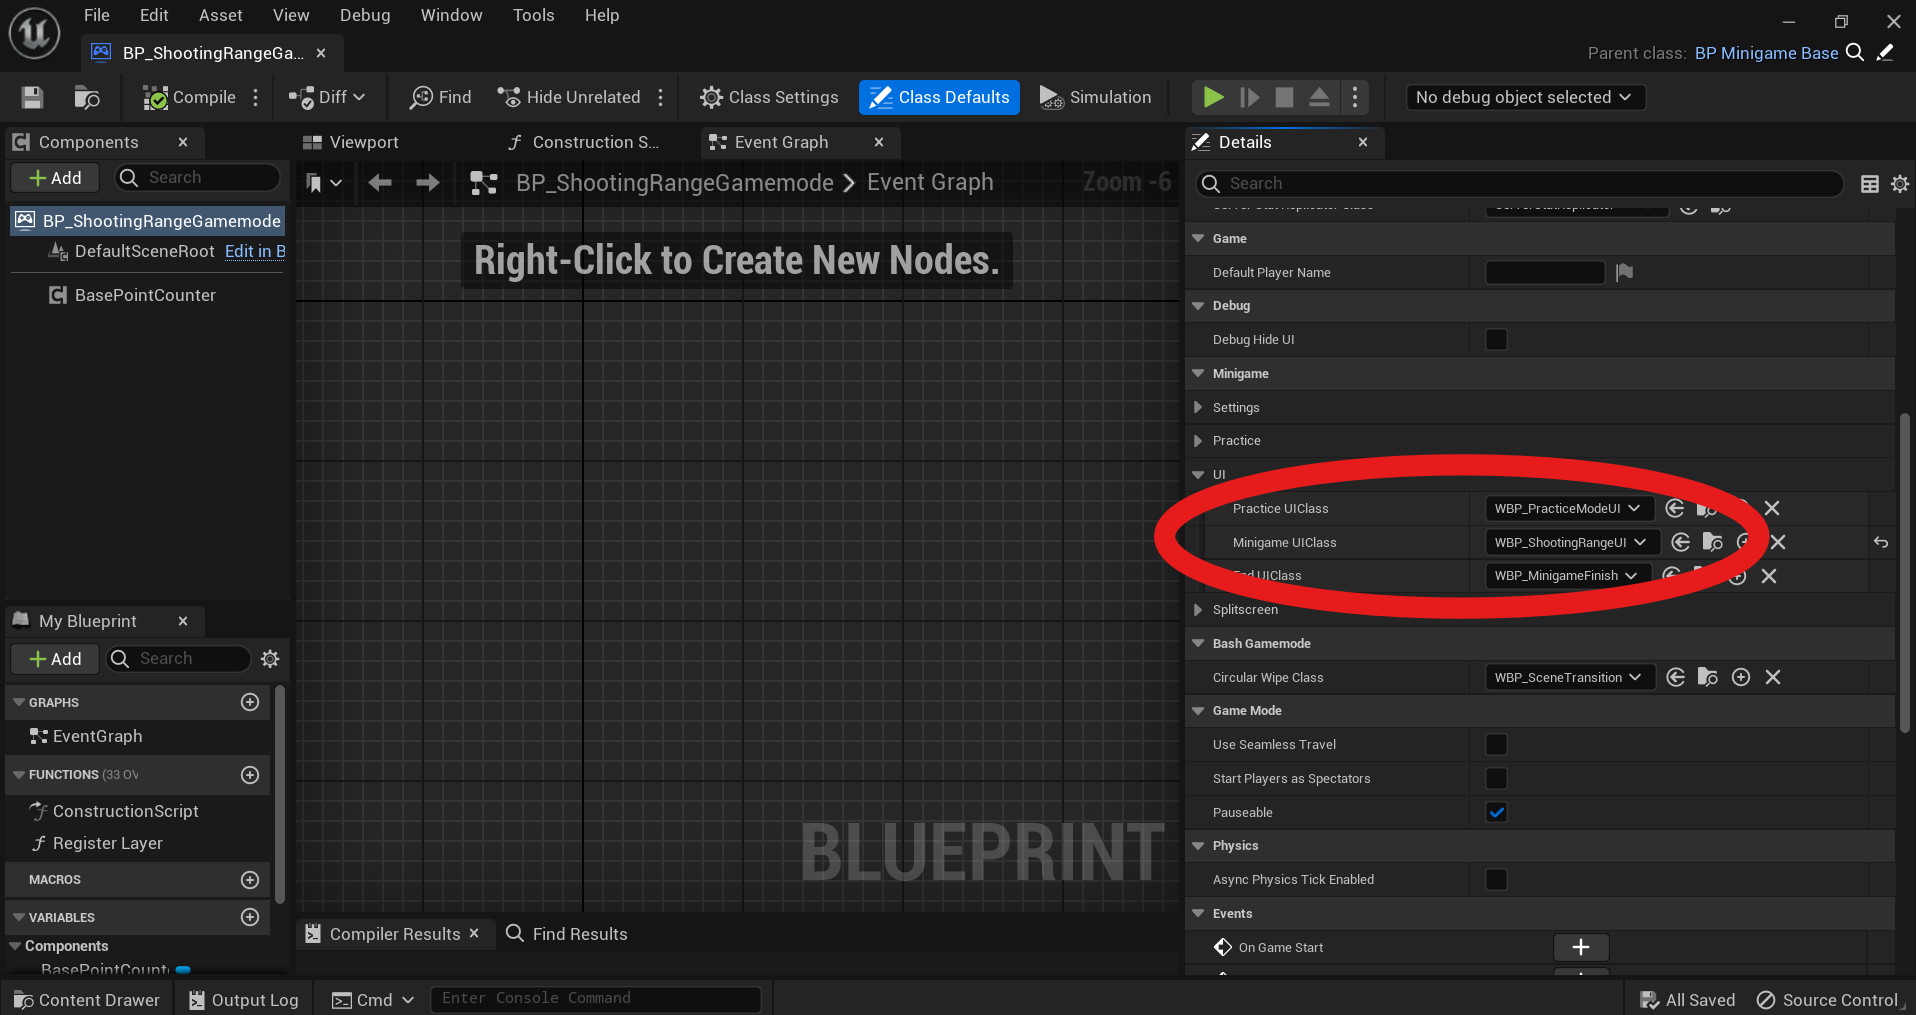 File Edit Asset View Debug Window Tools Help
BP_ShootingRangeGa...
Parent class: BP Minigame Base
Compile Diff Find Hide Unrelated Class Settings Class Defaults Simulation No debug object selected
Components
Add Search
BP_ShootingRangeGamemode
DefaultSceneRoot Edit in B
BasePointCounter
My Blueprint
Add Search
GRAPHS
EventGraph
FUNCTIONS (33 OV
ConstructionScript
Register Layer
MACROS
VARIABLES
Components
BasePointCount
Viewport Construction S... Event Graph
BP_ShootingRangeGamemode Event Graph Zoom -6
Right-Click to Create New Nodes.
BLUEPRINT
Compiler Results Find Results
Details
Search
Game
Default Player Name
Debug
Debug Hide UI
Minigame
Settings
Practice
UI
Practice UIClass WBP_PracticeModeUI
Minigame UIClass WBP_ShootingRangeUI
End UIClass WBP_MinigameFinish
Splitscreen
Bash Gamemode
Circular Wipe Class WBP_SceneTransition
Game Mode
Use Seamless Travel
Start Players as Spectators
Pauseable
Physics
Async Physics Tick Enabled
Events
On Game Start
Content Drawer Output Log Cmd Enter Console Command All Saved Source Control